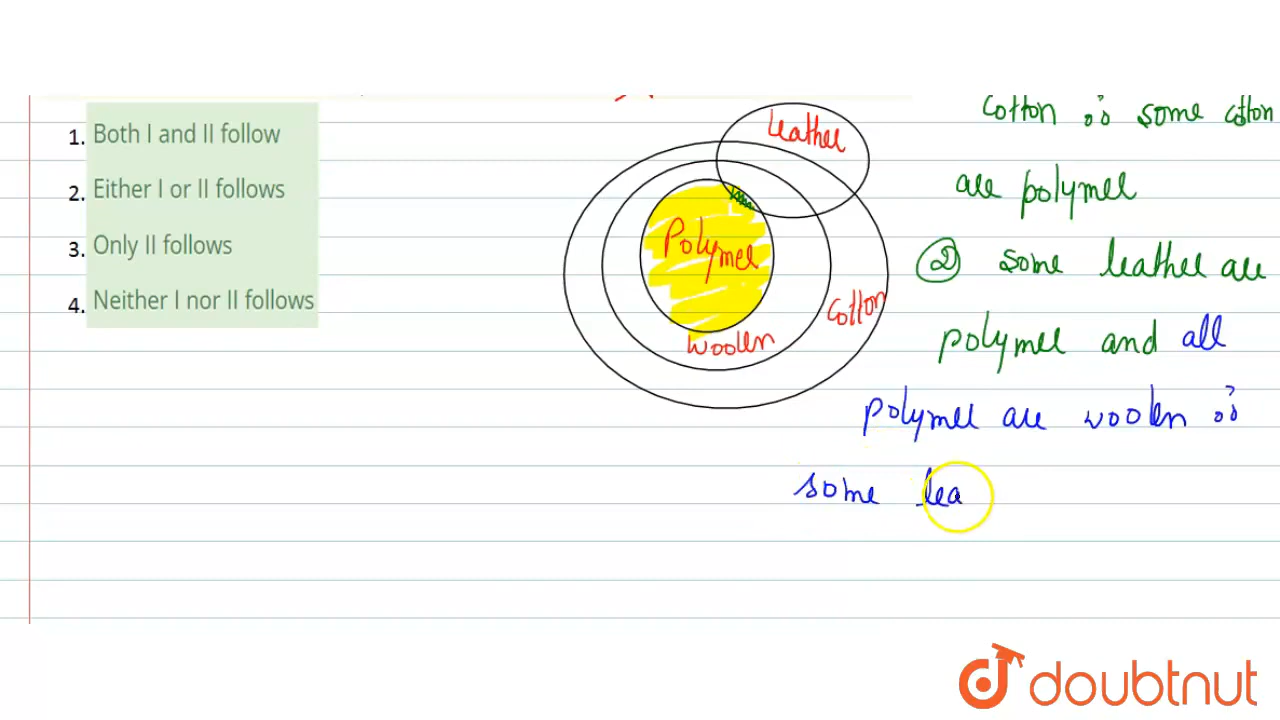 1. Both I and II follow
2. Either I or II follows
3. Only II follows
4. Neither I nor II follows
Leather
Polymer
Woolen
Cotton
Cotton ∴ some cotton
are polymer
② some leather are
polymer and all
polymer are woolen ∴
some lea
doubtnut